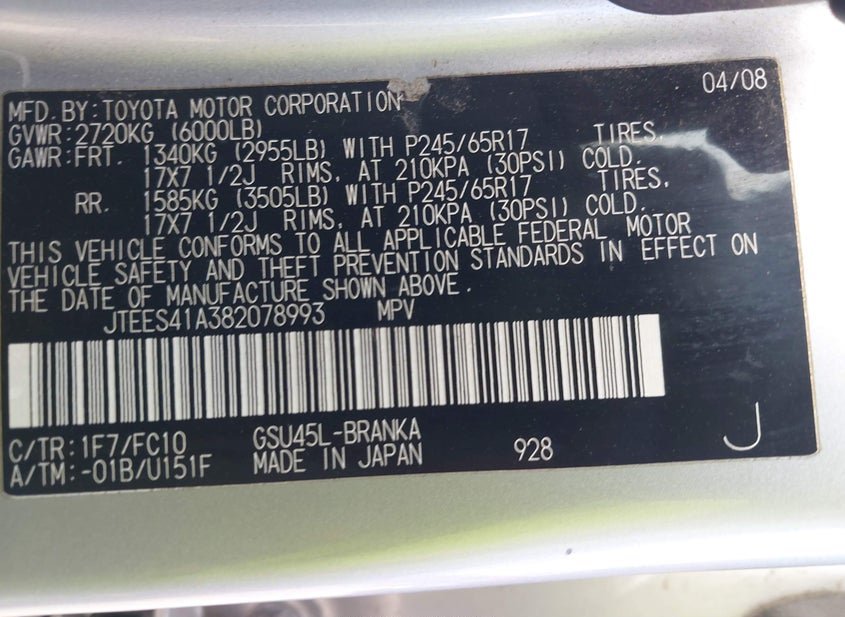 04/08
MFD. BY: TOYOTA MOTOR CORPORATION
GVWR: 2720KG (6000LB)
GAWR: FRT. 1340KG (2955LB) WITH P245/65R17 TIRES,
17X7 1/2J RIMS, AT 210KPA (30PSI) COLD.
RR. 1585KG (3505LB) WITH P245/65R17 TIRES,
17X7 1/2J RIMS, AT 210KPA (30PSI) COLD.
THIS VEHICLE CONFORMS TO ALL APPLICABLE FEDERAL MOTOR
VEHICLE SAFETY AND THEFT PREVENTION STANDARDS IN EFFECT ON
THE DATE OF MANUFACTURE SHOWN ABOVE.
JTEES41A382078993 MPV
C/TR: 1F7/FC10 GSU45L-BRANKA
A/TM: -01B/U151F MADE IN JAPAN 928 J